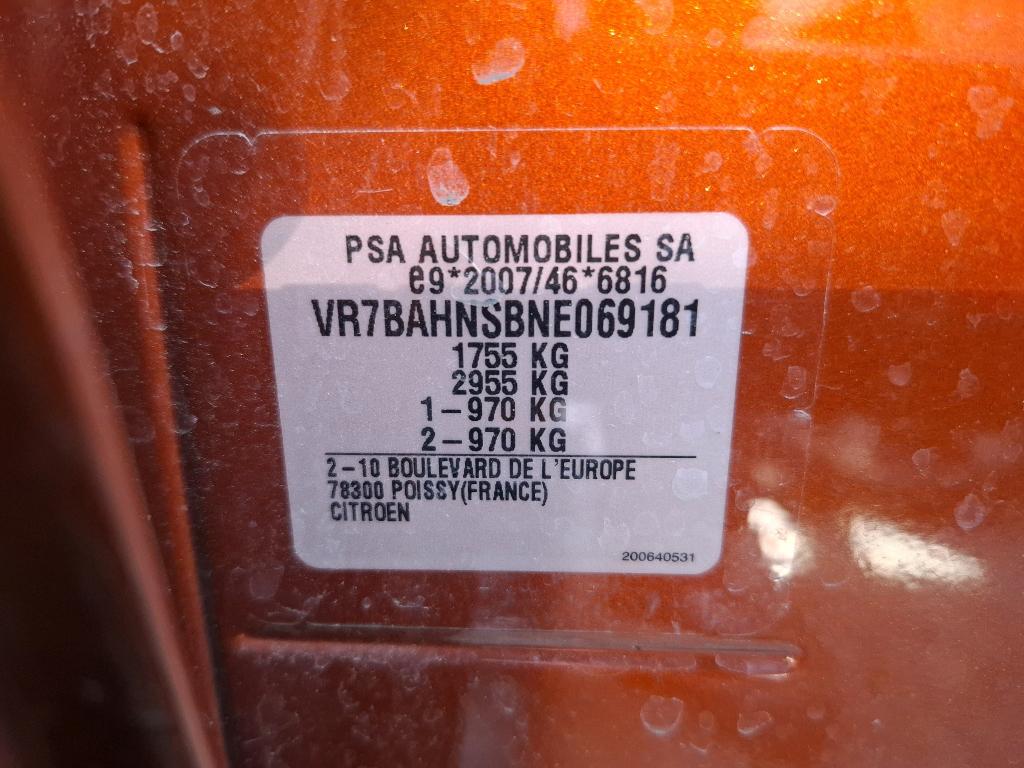 PSA AUTOMOBILES SA
e9*2007/46*6816
VR7BAHNSBNE069181
1755 KG
2955 KG
1-970 KG
2-970 KG
2-10 BOULEVARD DE L'EUROPE
78300 POISSY(FRANCE)
CITROEN
200640531